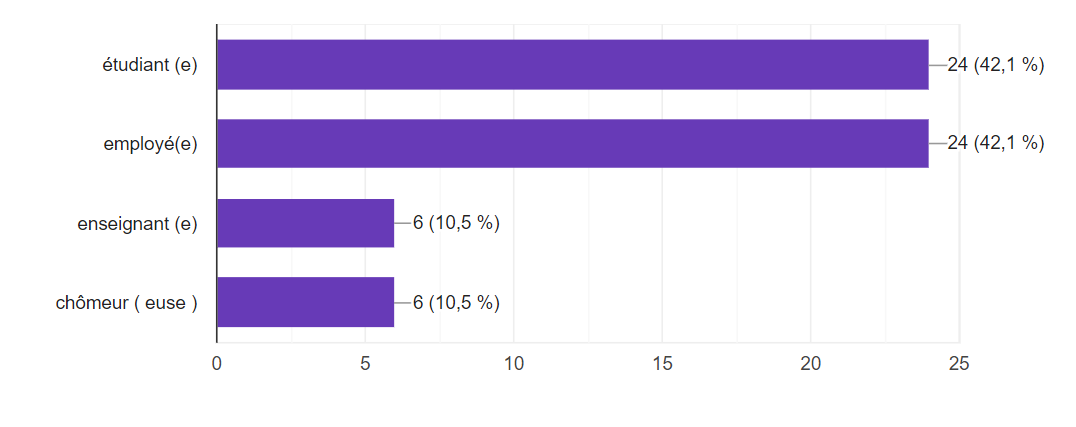 étudiant (e) 24 (42,1 %)
employé(e) 24 (42,1 %)
enseignant (e) 6 (10,5 %)
chômeur ( euse ) 6 (10,5 %)
0 5 10 15 20 25